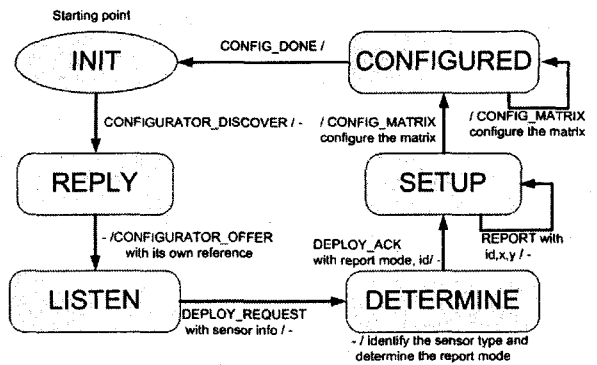 Starting point
INIT
CONFIG_DONE /
CONFIGURED
CONFIGURATOR_DISCOVER / -
/ CONFIG_MATRIX
configure the matrix
/ CONFIG_MATRIX
configure the matrix
REPLY
SETUP
- /CONFIGURATOR_OFFER
with its own reference
DEPLOY_ACK
with report mode, id/ -
REPORT with
id,x,y / -
LISTEN
DEPLOY_REQUEST
with sensor info / -
DETERMINE
- / identify the sensor type and
determine the report mode